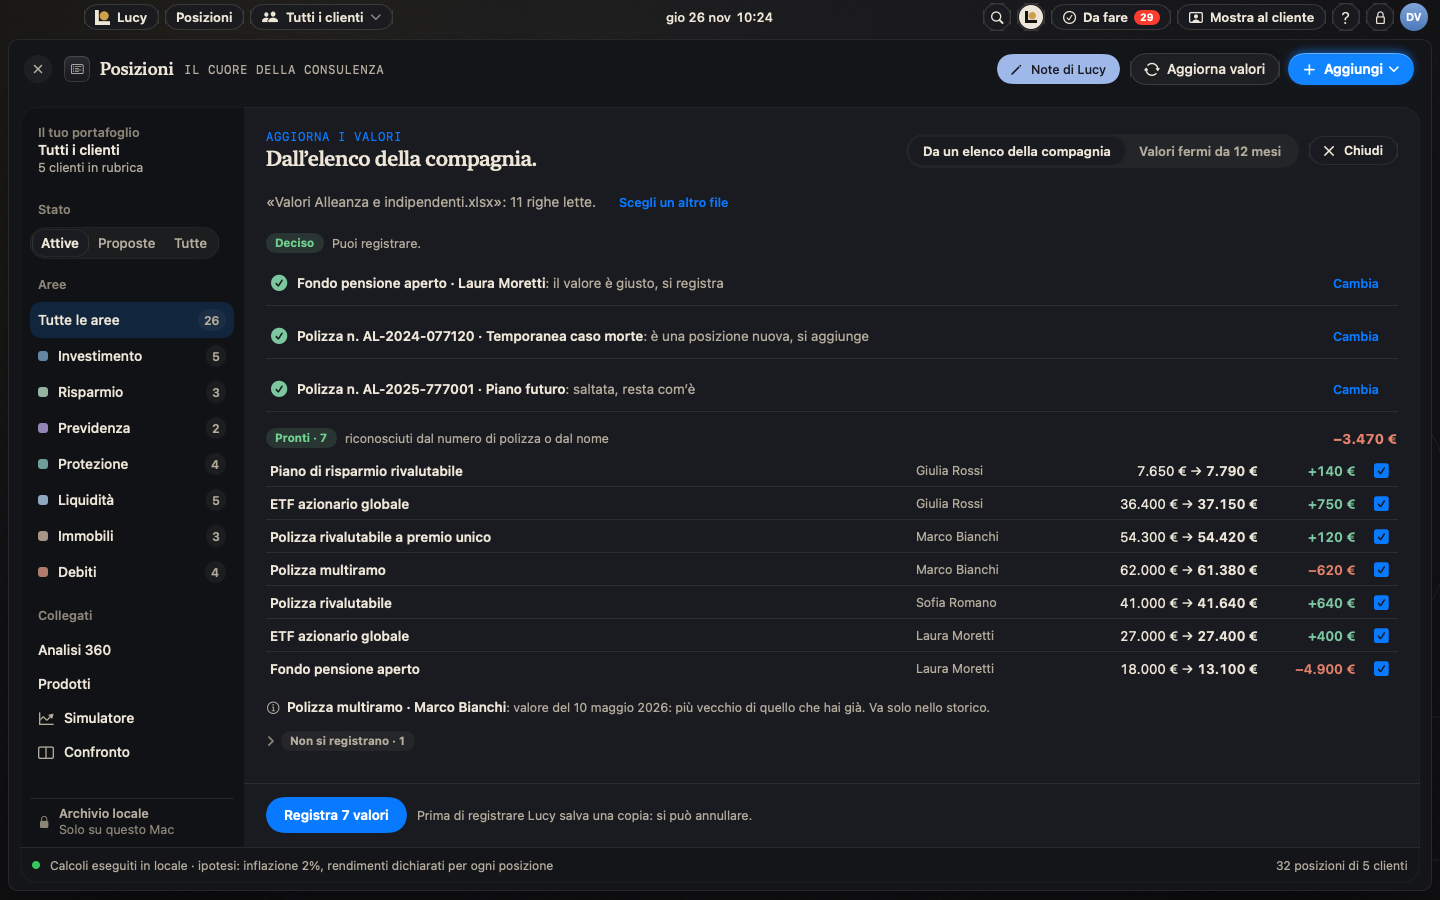 Lucy
Posizioni
Tutti i clienti
gio 26 nov 10:24
Da fare 29
Mostra al cliente
?
DV
Posizioni IL CUORE DELLA CONSULENZA
Note di Lucy
Aggiorna valori
Aggiungi
Il tuo portafoglio
Tutti i clienti
5 clienti in rubrica
Stato
Attive Proposte Tutte
Aree
Tutte le aree 26
Investimento 5
Risparmio 3
Previdenza 2
Protezione 4
Liquidità 5
Immobili 3
Debiti 4
Collegati
Analisi 360
Prodotti
Simulatore
Confronto
Archivio locale
Solo su questo Mac
AGGIORNA I VALORI
Dall’elenco della compagnia.
Da un elenco della compagnia
Valori fermi da 12 mesi
Chiudi
«Valori Alleanza e indipendenti.xlsx»: 11 righe lette. Scegli un altro file
Deciso Puoi registrare.
Fondo pensione aperto · Laura Moretti: il valore è giusto, si registra Cambia
Polizza n. AL-2024-077120 · Temporanea caso morte: è una posizione nuova, si aggiunge Cambia
Polizza n. AL-2025-777001 · Piano futuro: saltata, resta com’è Cambia
Pronti · 7 riconosciuti dal numero di polizza o dal nome −3.470 €
Piano di risparmio rivalutabile Giulia Rossi 7.650 € → 7.790 € +140 €
ETF azionario globale Giulia Rossi 36.400 € → 37.150 € +750 €
Polizza rivalutabile a premio unico Marco Bianchi 54.300 € → 54.420 € +120 €
Polizza multiramo Marco Bianchi 62.000 € → 61.380 € −620 €
Polizza rivalutabile Sofia Romano 41.000 € → 41.640 € +640 €
ETF azionario globale Laura Moretti 27.000 € → 27.400 € +400 €
Fondo pensione aperto Laura Moretti 18.000 € → 13.100 € −4.900 €
Polizza multiramo · Marco Bianchi: valore del 10 maggio 2026: più vecchio di quello che hai già. Va solo nello storico.
Non si registrano · 1
Registra 7 valori Prima di registrare Lucy salva una copia: si può annullare.
Calcoli eseguiti in locale · ipotesi: inflazione 2%, rendimenti dichiarati per ogni posizione
32 posizioni di 5 clienti